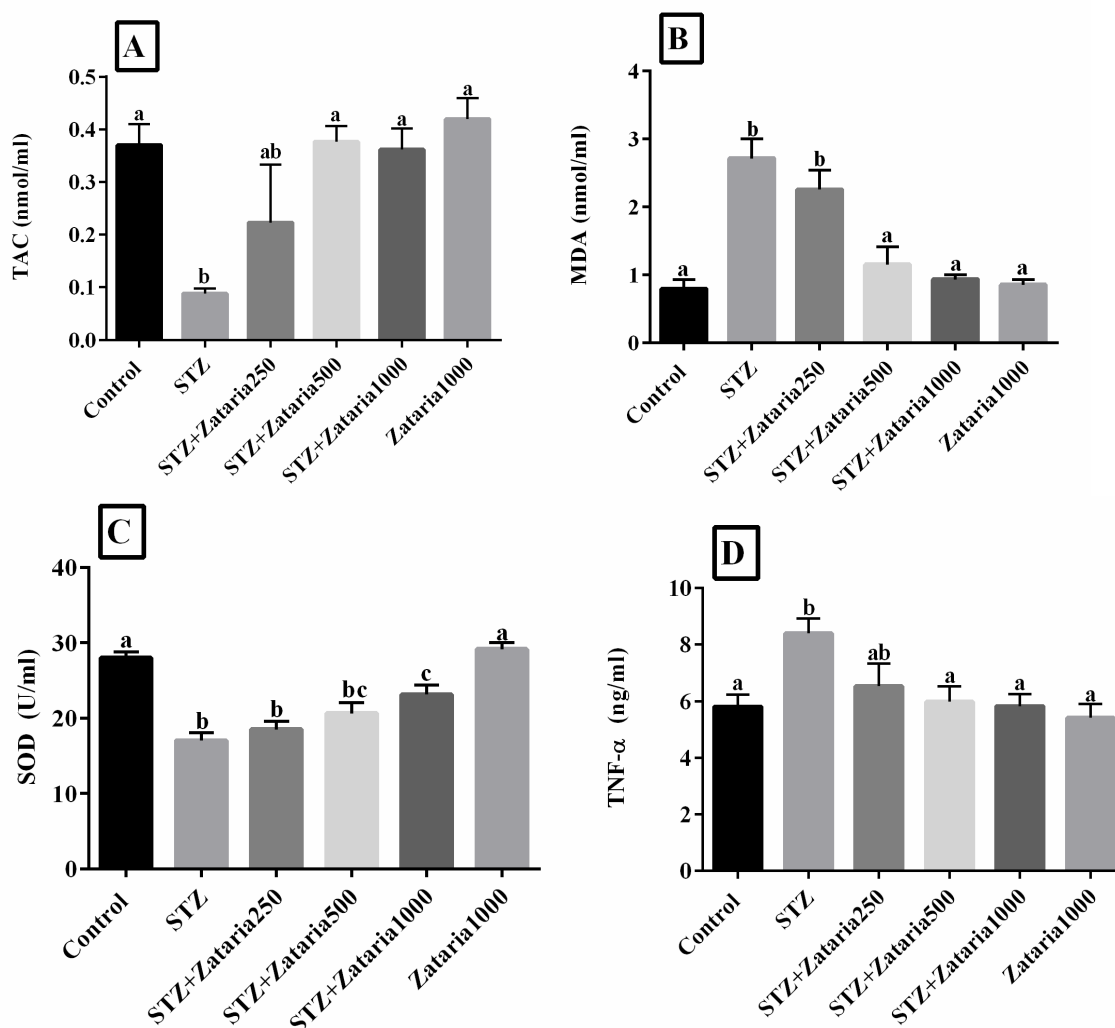 A
TAC (nmol/ml)
0.5
0.4
0.3
0.2
0.1
0.0
a
b
ab
a
a
a
Control
STZ
STZ+Zataria250
STZ+Zataria500
STZ+Zataria1000
Zataria1000
B
MDA (nmol/ml)
4
3
2
1
0
a
b
b
a
a
a
Control
STZ
STZ+Zataria250
STZ+Zataria500
STZ+Zataria1000
Zataria1000
C
SOD (U/ml)
40
30
20
10
0
a
b
b
bc
c
a
Control
STZ
STZ+Zataria250
STZ+Zataria500
STZ+Zataria1000
Zataria1000
D
TNF-α (ng/ml)
10
8
6
4
2
0
a
b
ab
a
a
a
Control
STZ
STZ+Zataria250
STZ+Zataria500
STZ+Zataria1000
Zataria1000